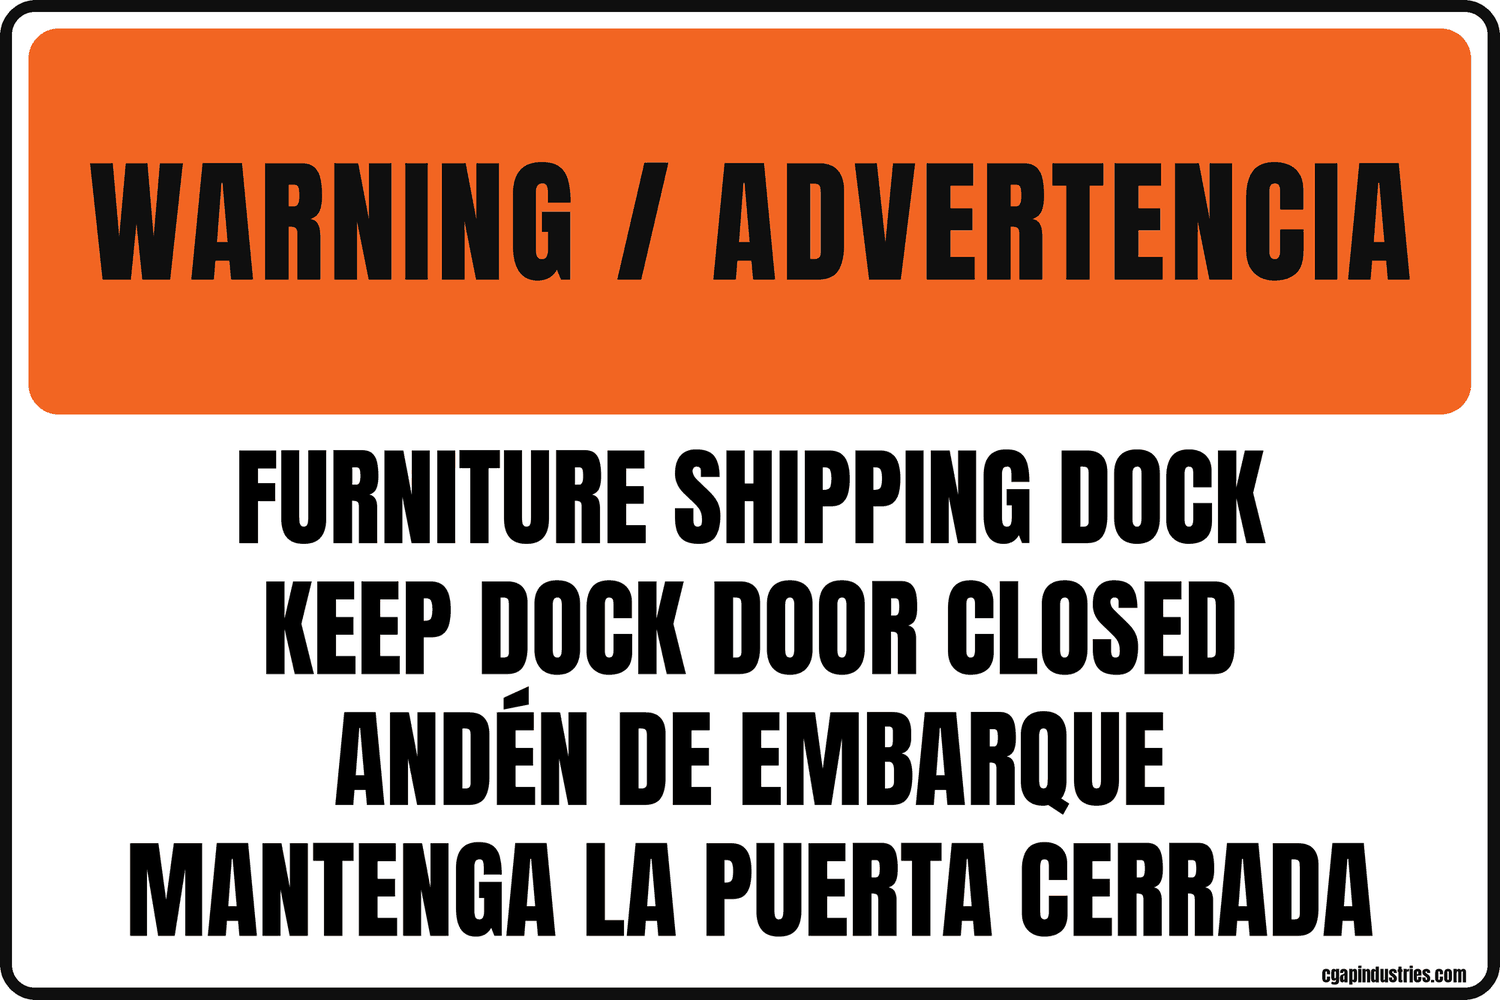 WARNING / ADVERTENCIA
FURNITURE SHIPPING DOCK
KEEP DOCK DOOR CLOSED
ANDÉN DE EMBARQUE
MANTENGA LA PUERTA CERRADA
cgapindustries.com